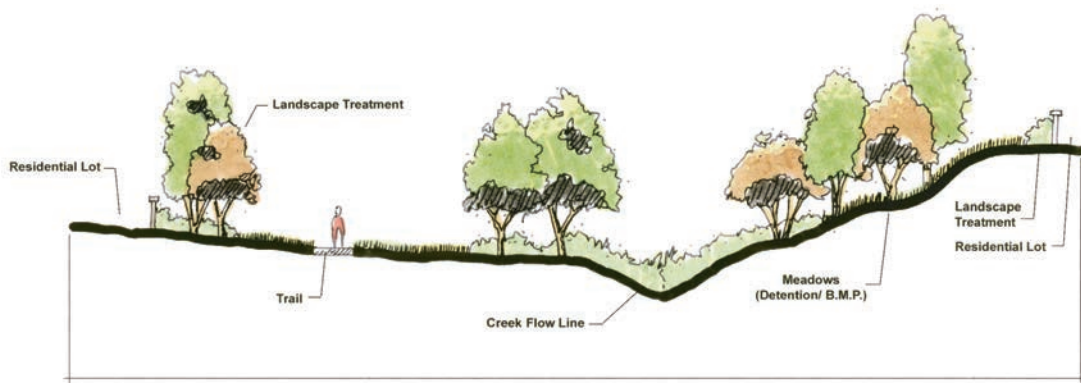 Landscape Treatment
Residential Lot
Trail
Creek Flow Line
Meadows
(Detention/ B.M.P.)
Landscape
Treatment
Residential Lot